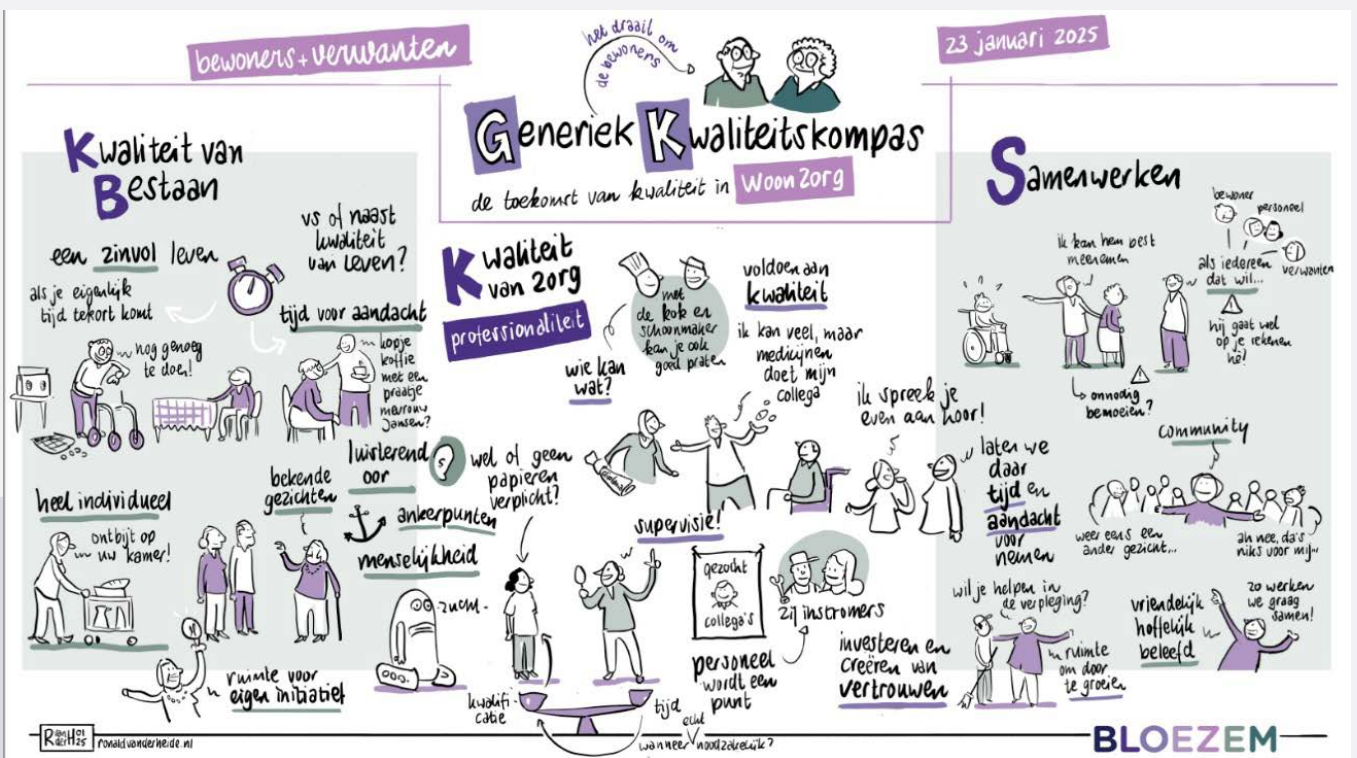 bewoners + verwanten
het draait om
de bewoners
23 januari 2025
Generiek Kwaliteitskompas
de toekomst van kwaliteit in WoonZorg
Kwaliteit van
Bestaan
vs of naast
kwaliteit
van leven?
een zinvol leven
als je eigenlijk
tijd tekort komt
tijd voor aandacht
nog genoeg
te doen!
kopje
koffie
met een
praatje
mevrouw
Jansen?
luisterend
oor
heel individueel
ontbijt op
uw kamer!
bekende
gezichten
ankerpunten
menselijkheid
-zucht-
ruimte voor
eigen initiatief
Kwaliteit
van zorg
professionaliteit
wie kan
wat?
met
de kok en
schoonmaker
kan je ook
goed praten
voldoen aan
kwaliteit
ik kan veel, maar
medicijnen
doet mijn
collega
ik spreek je
even aan hoor!
laten we
daar
tijd en
aandacht
voor
nemen
wel of geen
papieren
verplicht?
supervisie!
gezocht
collega's
zij instromers
personeel
wordt een
punt
investeren en
creëren van
vertrouwen
kwalifi-
catie
tijd
wanneer echt noodzakelijk?
Samenwerken
bewoner
personeel
verwanten
als iedereen
dat wil...
ik kan hem best
meenemen
hij gaat wel
op je rekenen
hè!
onnodig
bemoeien?
community
weer eens een
ander gezicht...
ah nee, da's
niks voor mij...
wil je helpen in
de verpleging?
ruimte
om door
te groeien
vriendelijk
hoffelijk
beleefd
zo werken
we graag
samen!
ronaldvanderheide.nl
BLOEZEM